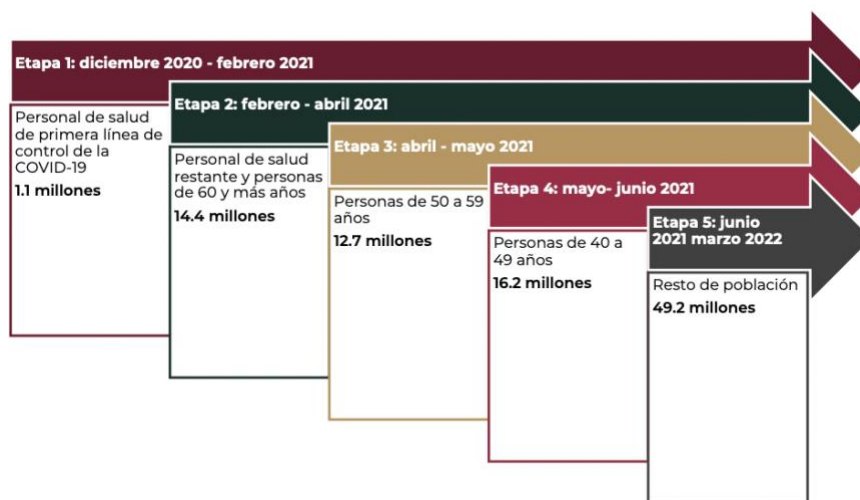 Etapa 1: diciembre 2020 - febrero 2021
Personal de salud
de primera línea de
control de la
COVID-19
1.1 millones
Etapa 2: febrero - abril 2021
Personal de salud
restante y personas
de 60 y más años
14.4 millones
Etapa 3: abril - mayo 2021
Personas de 50 a 59
años
12.7 millones
Etapa 4: mayo- junio 2021
Personas de 40 a
49 años
16.2 millones
Etapa 5: junio
2021 marzo 2022
Resto de población
49.2 millones